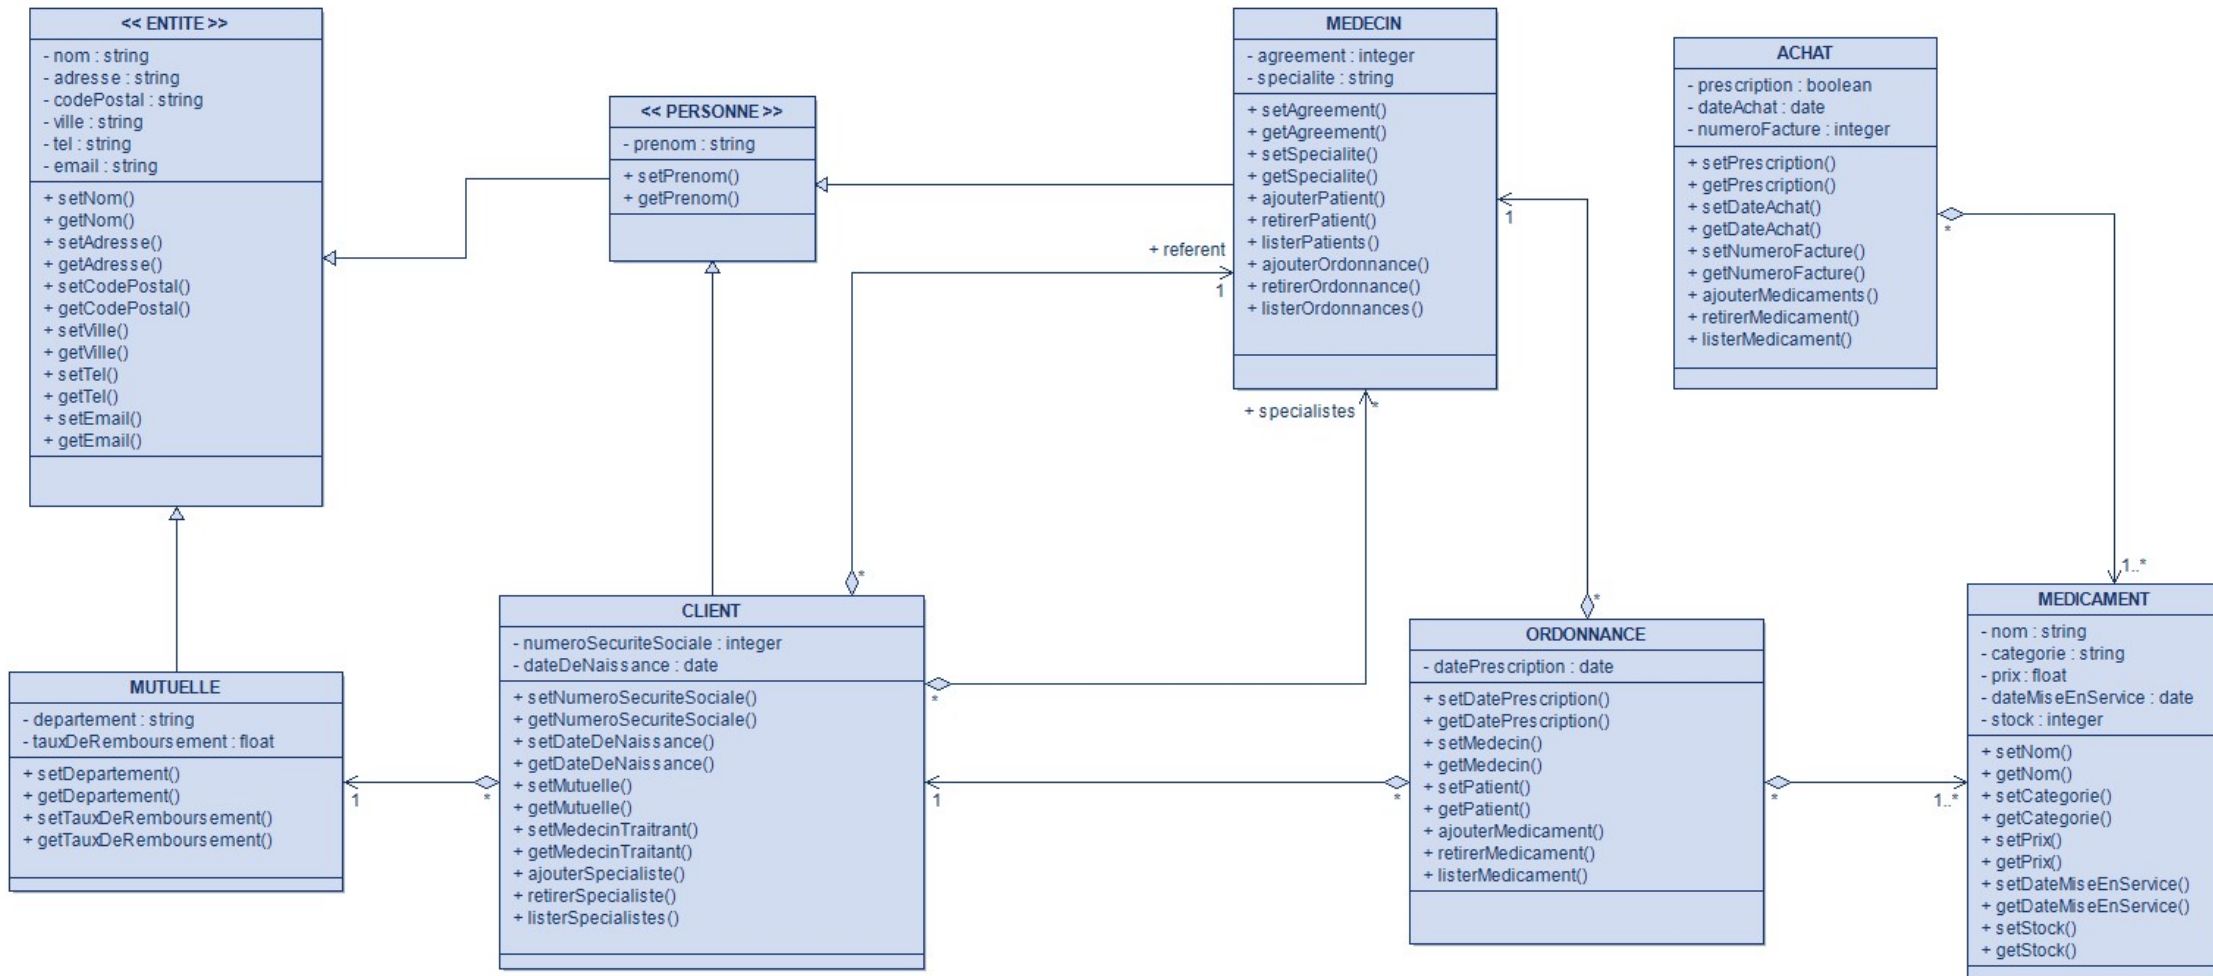 << ENTITE >>
- nom : string
- adresse : string
- codePostal : string
- ville : string
- tel : string
- email : string
+ setNom()
+ getNom()
+ setAdresse()
+ getAdresse()
+ setCodePostal()
+ getCodePostal()
+ setVille()
+ getVille()
+ setTel()
+ getTel()
+ setEmail()
+ getEmail()
<< PERSONNE >>
- prenom : string
+ setPrenom()
+ getPrenom()
MEDECIN
- agreement : integer
- specialite : string
+ setAgreement()
+ getAgreement()
+ setSpecialite()
+ getSpecialite()
+ ajouterPatient()
+ retirerPatient()
+ listerPatients()
+ ajouterOrdonnance()
+ retirerOrdonnance()
+ listerOrdonnances()
ACHAT
- prescription : boolean
- dateAchat : date
- numeroFacture : integer
+ setPrescription()
+ getPrescription()
+ setDateAchat()
+ getDateAchat()
+ setNumeroFacture()
+ getNumeroFacture()
+ ajouterMedicaments()
+ retirerMedicament()
+ listerMedicament()
1
*
+ referent
1
+ specialistes
*
*
*
1..*
MUTUELLE
- departement : string
- tauxDeRemboursement : float
+ setDepartement()
+ getDepartement()
+ setTauxDeRemboursement()
+ getTauxDeRemboursement()
1
*
CLIENT
- numeroSecuriteSociale : integer
- dateDeNaissance : date
+ setNumeroSecuriteSociale()
+ getNumeroSecuriteSociale()
+ setDateDeNaissance()
+ getDateDeNaissance()
+ setMutuelle()
+ getMutuelle()
+ setMedecinTraitrant()
+ getMedecinTraitant()
+ ajouterSpecialiste()
+ retirerSpecialiste()
+ listerSpecialistes()
*
1
*
ORDONNANCE
- datePrescription : date
+ setDatePrescription()
+ getDatePrescription()
+ setMedecin()
+ getMedecin()
+ setPatient()
+ getPatient()
+ ajouterMedicament()
+ retirerMedicament()
+ listerMedicament()
*
1..*
MEDICAMENT
- nom : string
- categorie : string
- prix : float
- dateMiseEnService : date
- stock : integer
+ setNom()
+ getNom()
+ setCategorie()
+ getCategorie()
+ setPrix()
+ getPrix()
+ setDateMiseEnService()
+ getDateMiseEnService()
+ setStock()
+ getStock()